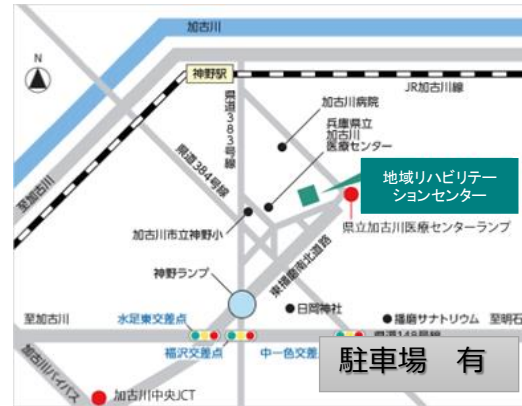 加古川
N
神野駅
JR加古川線
加古川病院
県道383号線
兵庫県立
加古川
医療センター
県道384号線
地域リハビリテー
ションセンター
至加古川
加古川市立神野小
県立加古川医療センターランプ
東播磨南北道路
神野ランプ
日岡神社
至加古川
水足東交差点
播磨サナトリウム
至明石
県道148号線
福沢交差点
中一色交差
加古川バイパス
駐車場 有
加古川中央JCT